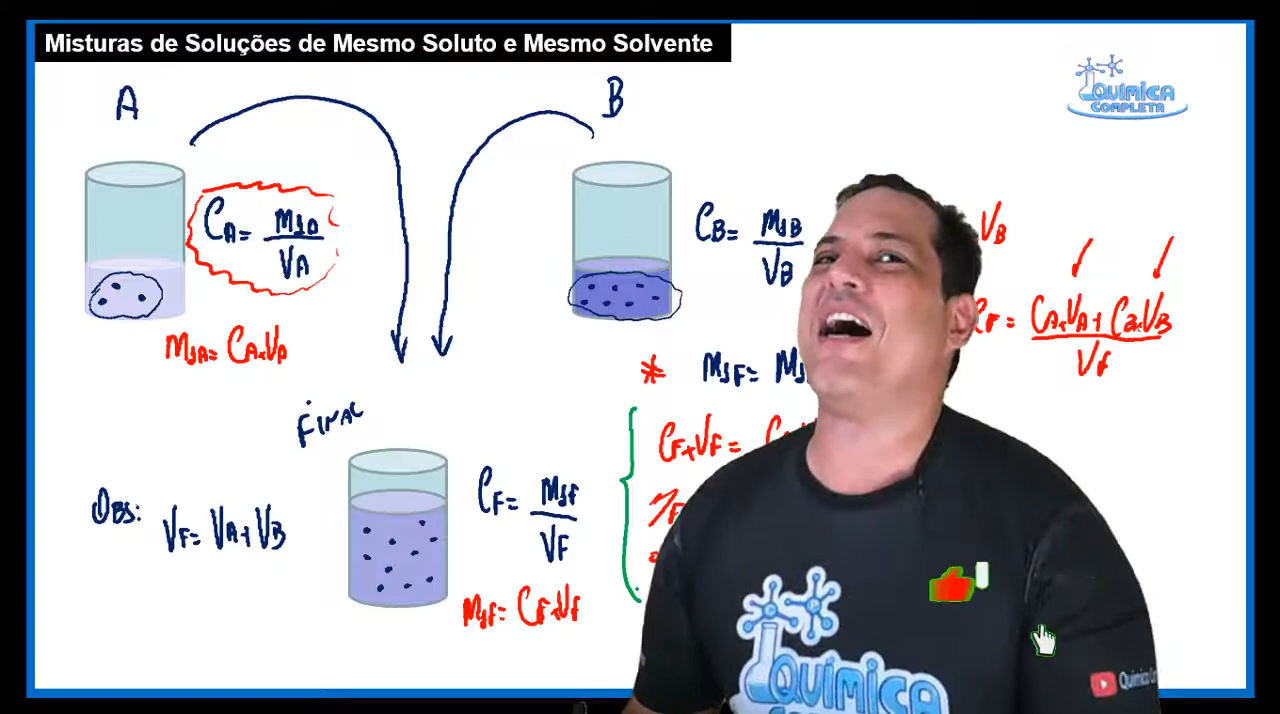 Misturas de Soluções de Mesmo Soluto e Mesmo Solvente
QUÍMICA
COMPLETA
A
B
CA = m1A / VA
CB = m1B / VB
VB
m1A = CA x VA
CF = CA x VA + CB x VB / VF
* m1F = m1
FINAL
CF x VF =
OBS: VF = VA + VB
CF = m1F / VF
m1F = CF x VF
QUÍMICA
Química